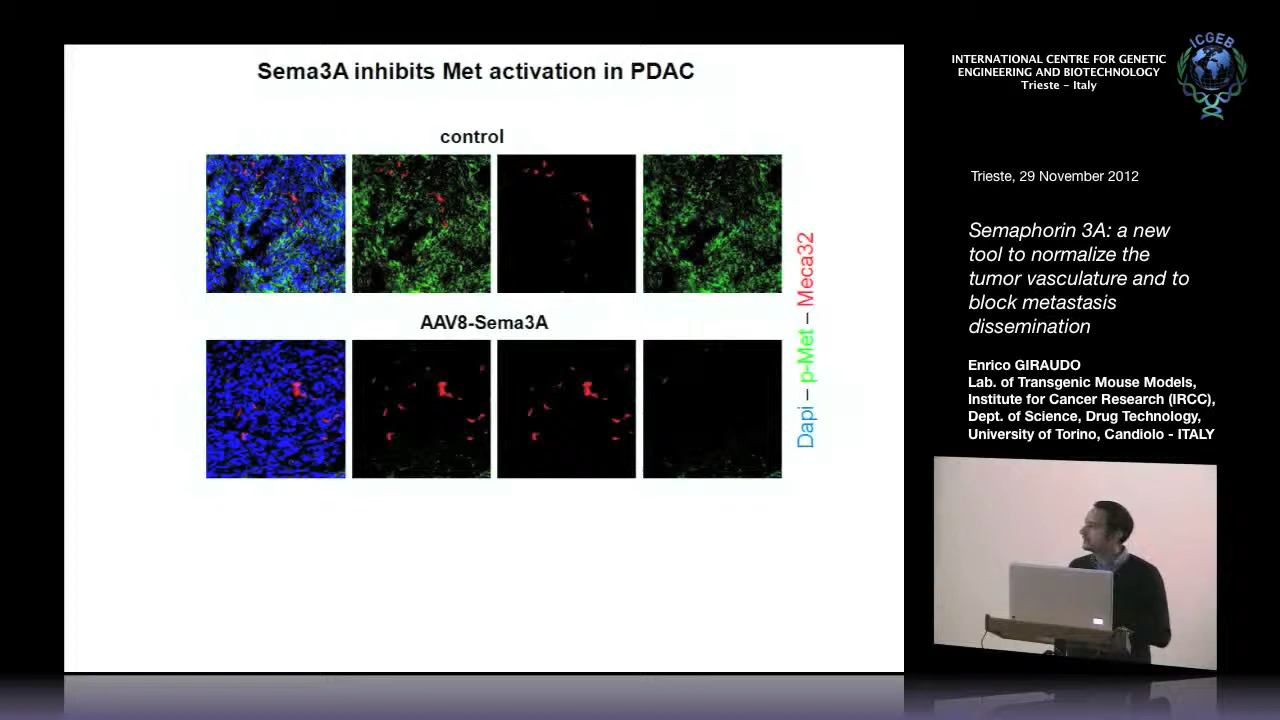 Sema3A inhibits Met activation in PDAC
control
AAV8-Sema3A
Dapi – p-Met – Meca32
INTERNATIONAL CENTRE FOR GENETIC
ENGINEERING AND BIOTECHNOLOGY
Trieste – Italy
ICGEB
Trieste, 29 November 2012
Semaphorin 3A: a new
tool to normalize the
tumor vasculature and to
block metastasis
dissemination
Enrico GIRAUDO
Lab. of Transgenic Mouse Models,
Institute for Cancer Research (IRCC),
Dept. of Science, Drug Technology,
University of Torino, Candiolo - ITALY